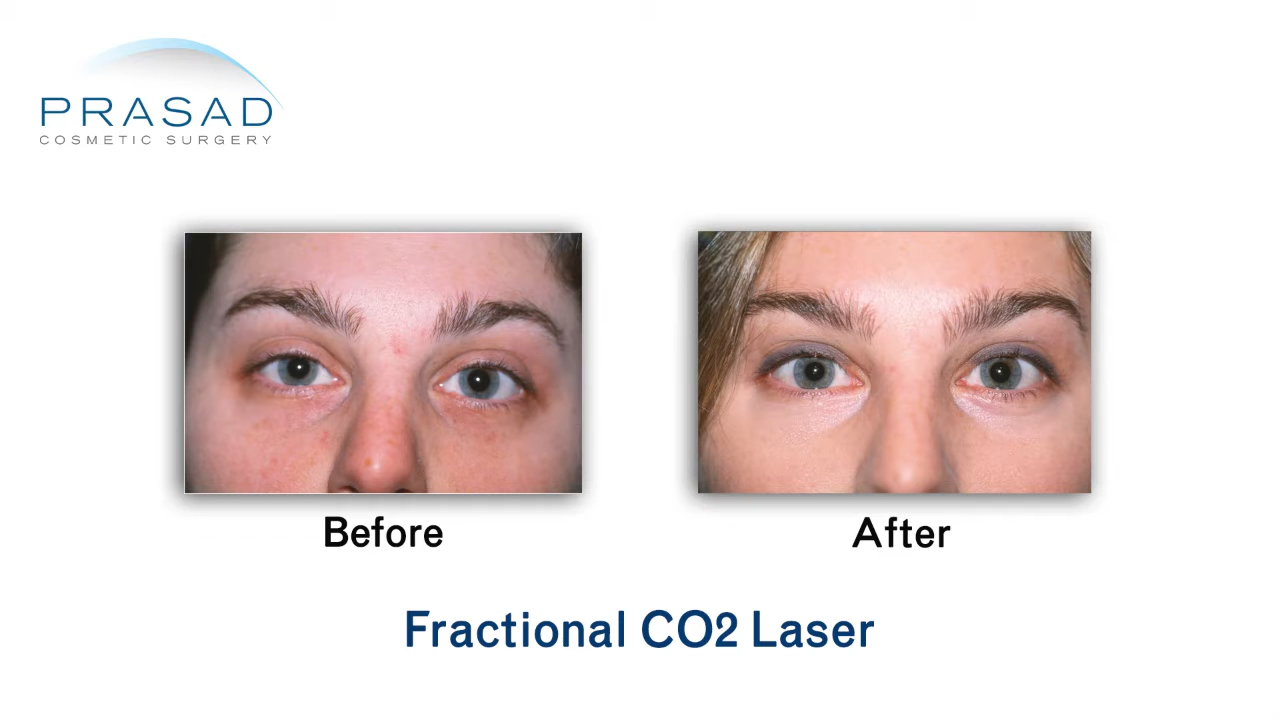 PRASAD
COSMETIC SURGERY
Before
After
Fractional CO2 Laser